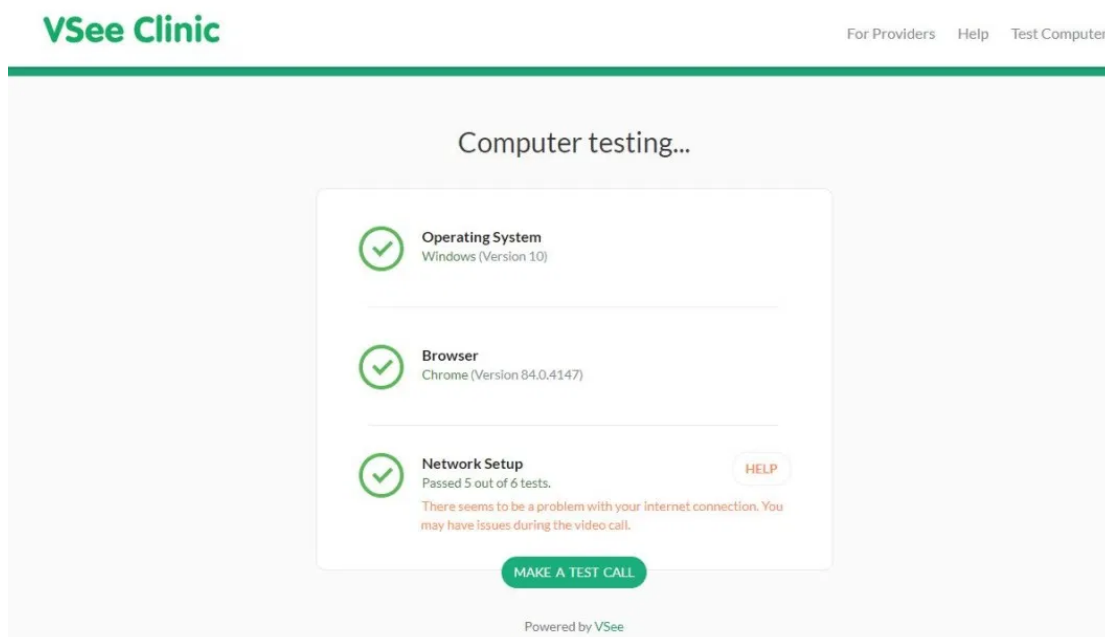 VSee Clinic
For Providers Help Test Computer
Computer testing...
Operating System
Windows (Version 10)
Browser
Chrome (Version 84.0.4147)
Network Setup
Passed 5 out of 6 tests.
HELP
There seems to be a problem with your internet connection. You
may have issues during the video call.
MAKE A TEST CALL
Powered by VSee